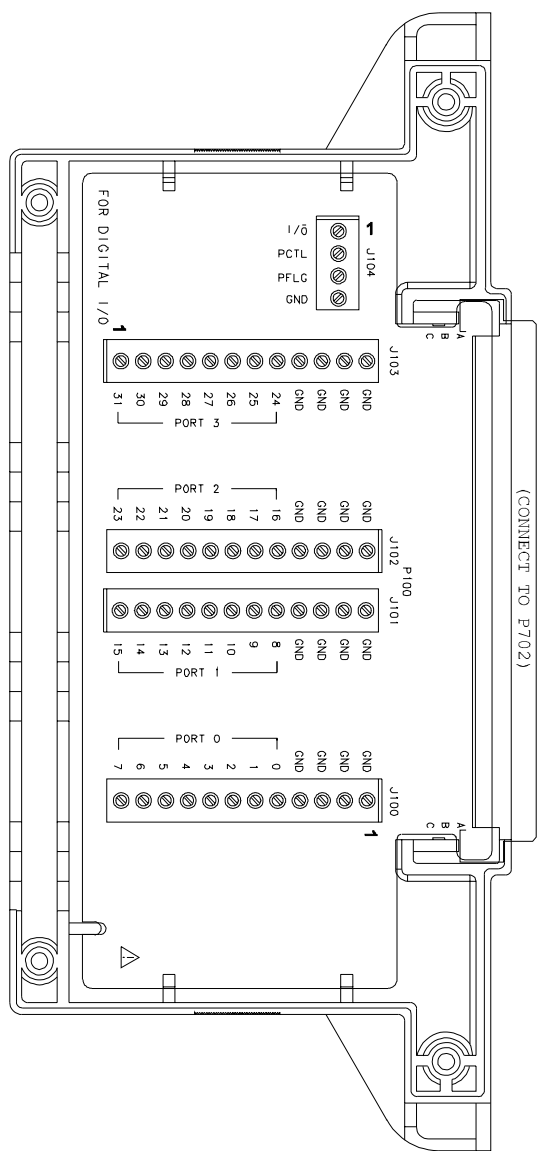 (CONNECT TO P702)
A
B
C
A
B
C
1
J104
I/Ō
PCTL
PFLG
GND
FOR DIGITAL I/O
1
J103
31 30 29 28 27 26 25 24 GND GND GND GND
PORT 3
PORT 2
23 22 21 20 19 18 17 16 GND GND GND GND
J102
P100
J101
15 14 13 12 11 10 9 8 GND GND GND GND
PORT 1
PORT 0
7 6 5 4 3 2 1 0 GND GND GND GND
J100
1